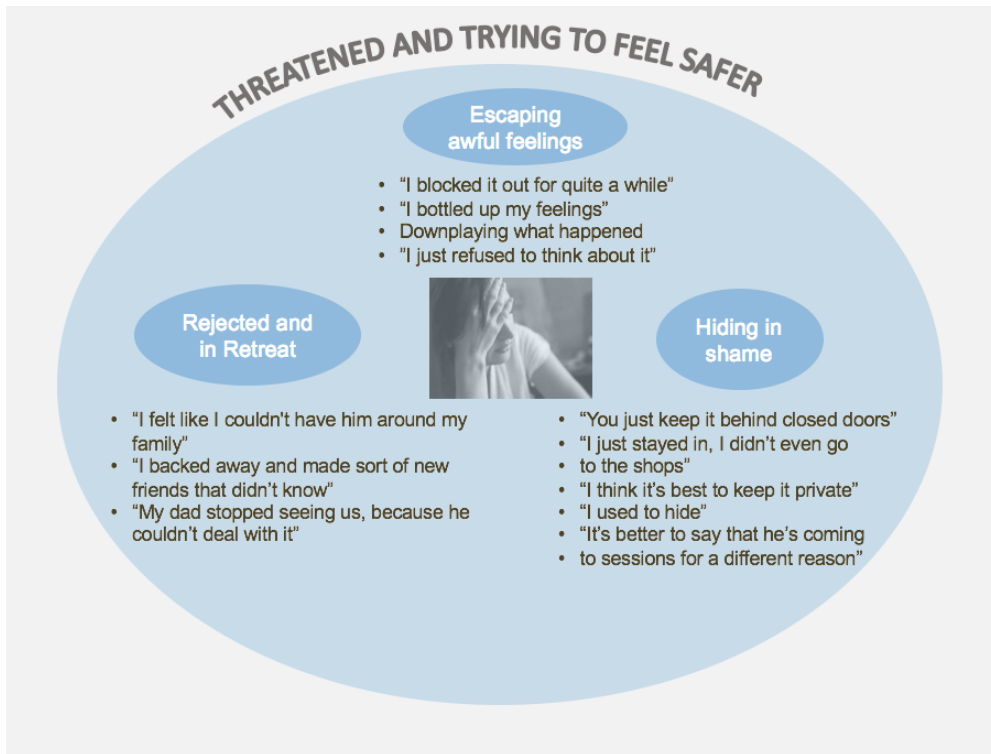 THREATENED AND TRYING TO FEEL SAFER
Escaping
awful feelings
• “I blocked it out for quite a while”
• “I bottled up my feelings”
• Downplaying what happened
• ”I just refused to think about it”
Rejected and
in Retreat
• “I felt like I couldn't have him around my
family”
• “I backed away and made sort of new
friends that didn’t know”
• “My dad stopped seeing us, because he
couldn’t deal with it”
Hiding in
shame
• “You just keep it behind closed doors”
• “I just stayed in, I didn’t even go
• to the shops”
• “I think it’s best to keep it private”
• “I used to hide”
• “It’s better to say that he’s coming
• to sessions for a different reason”